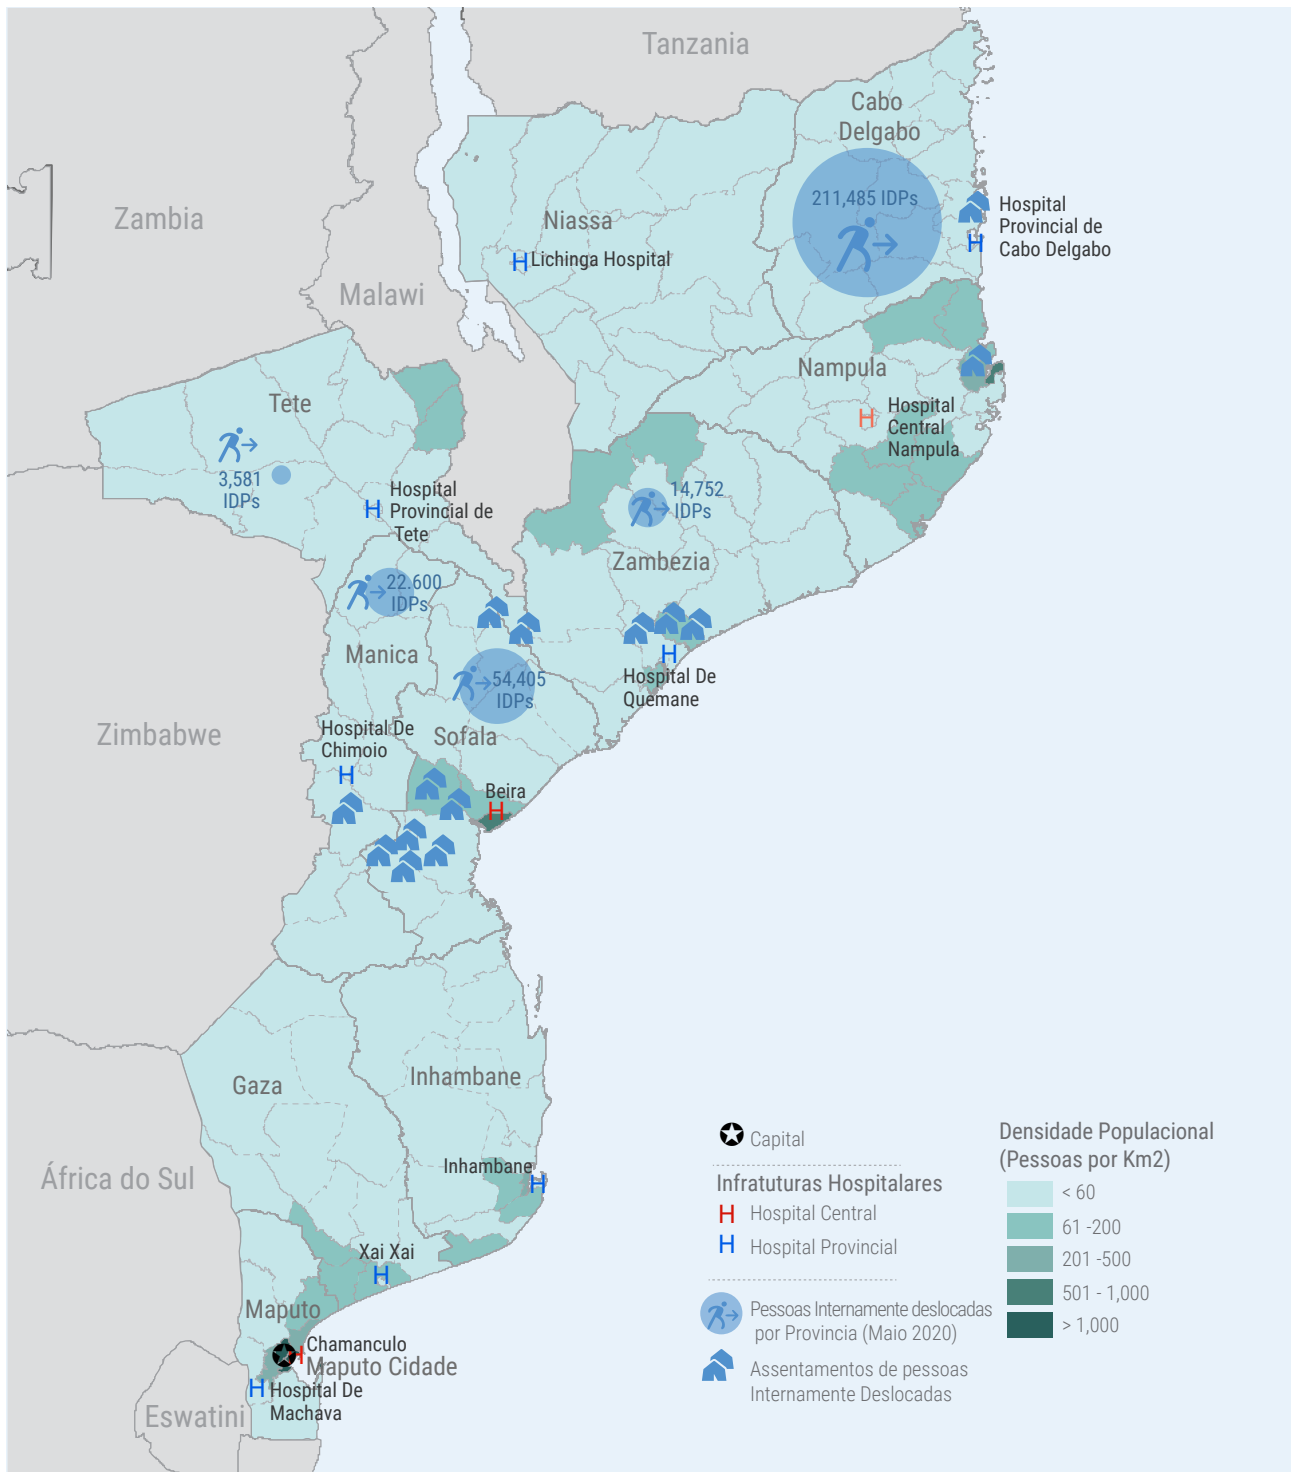 Tanzania
Cabo
Delgabo
211,485 IDPs
Hospital
Provincial de
Cabo Delgabo
Zambia
Niassa
Lichinga Hospital
Malawi
Nampula
Hospital
Central
Nampula
Tete
3,581
IDPs
Hospital
Provincial de
Tete
14,752
IDPs
Zambezia
22.600
IDPs
Manica
54,405
IDPs
Hospital De
Quemane
Zimbabwe
Hospital De
Chimoio
Sofala
Beira
Gaza
Inhambane
Inhambane
África do Sul
Xai Xai
Maputo
Chamanculo
Maputo Cidade
Hospital De
Machava
Eswatini
Capital
Infratuturas Hospitalares
H Hospital Central
H Hospital Provincial
Pessoas Internamente deslocadas
por Provincia (Maio 2020)
Assentamentos de pessoas
Internamente Deslocadas
Densidade Populacional
(Pessoas por Km2)
< 60
61 -200
201 -500
501 - 1,000
> 1,000